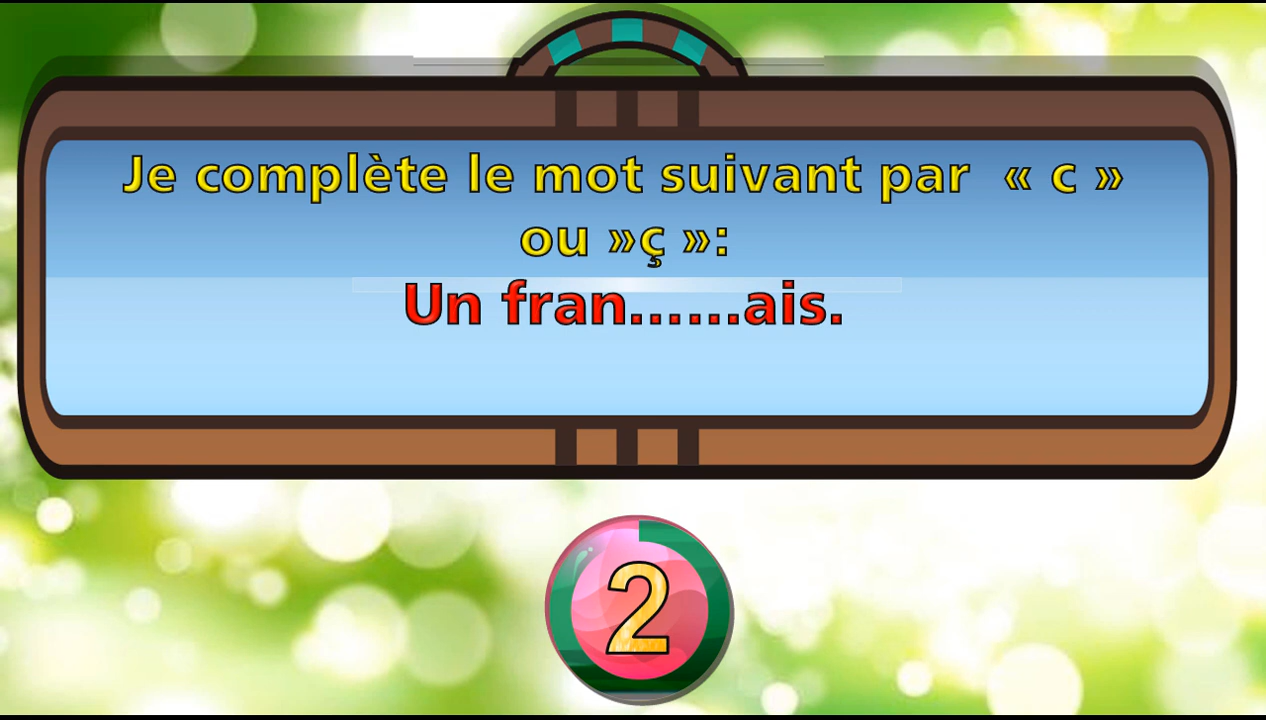 Je complète le mot suivant par « c »
ou »ç »:
Un fran......ais.
2